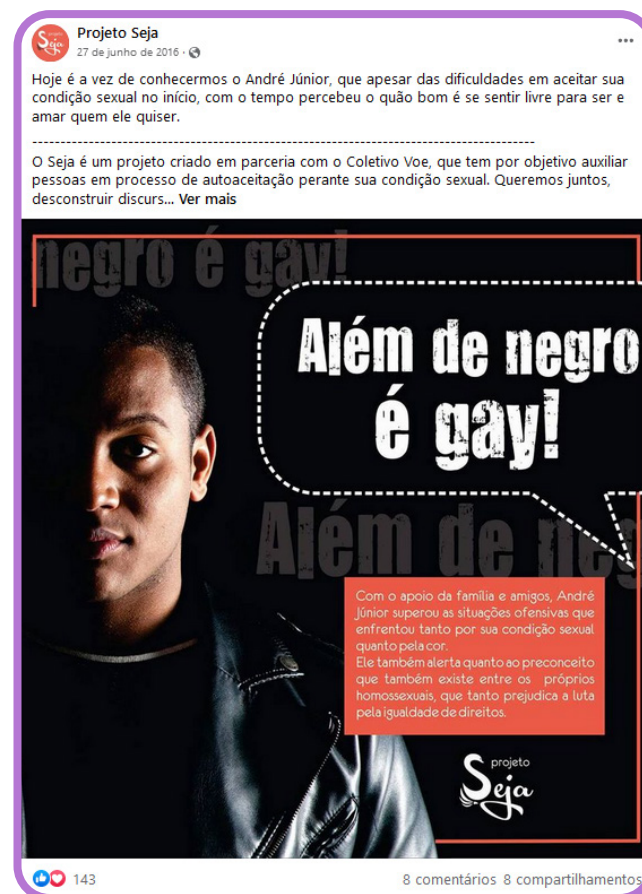 Projeto Seja
27 de junho de 2016 ·
Hoje é a vez de conhecermos o André Júnior, que apesar das dificuldades em aceitar sua
condição sexual no início, com o tempo percebeu o quão bom é se sentir livre para ser e
amar quem ele quiser.
------------------------------------------------------------------------------------------
O Seja é um projeto criado em parceria com o Coletivo Voe, que tem por objetivo auxiliar
pessoas em processo de autoaceitação perante sua condição sexual. Queremos juntos,
desconstruir discurs... Ver mais
negro é gay!
Além de negro
é gay!
Além de neg
Com o apoio da família e amigos, André
Júnior superou as situações ofensivas que
enfrentou tanto por sua condição sexual
quanto pela cor.
Ele também alerta quanto ao preconceito
que também existe entre os próprios
homossexuais, que tanto prejudica a luta
pela igualdade de direitos.
projeto
Seja
143
8 comentários 8 compartilhamentos